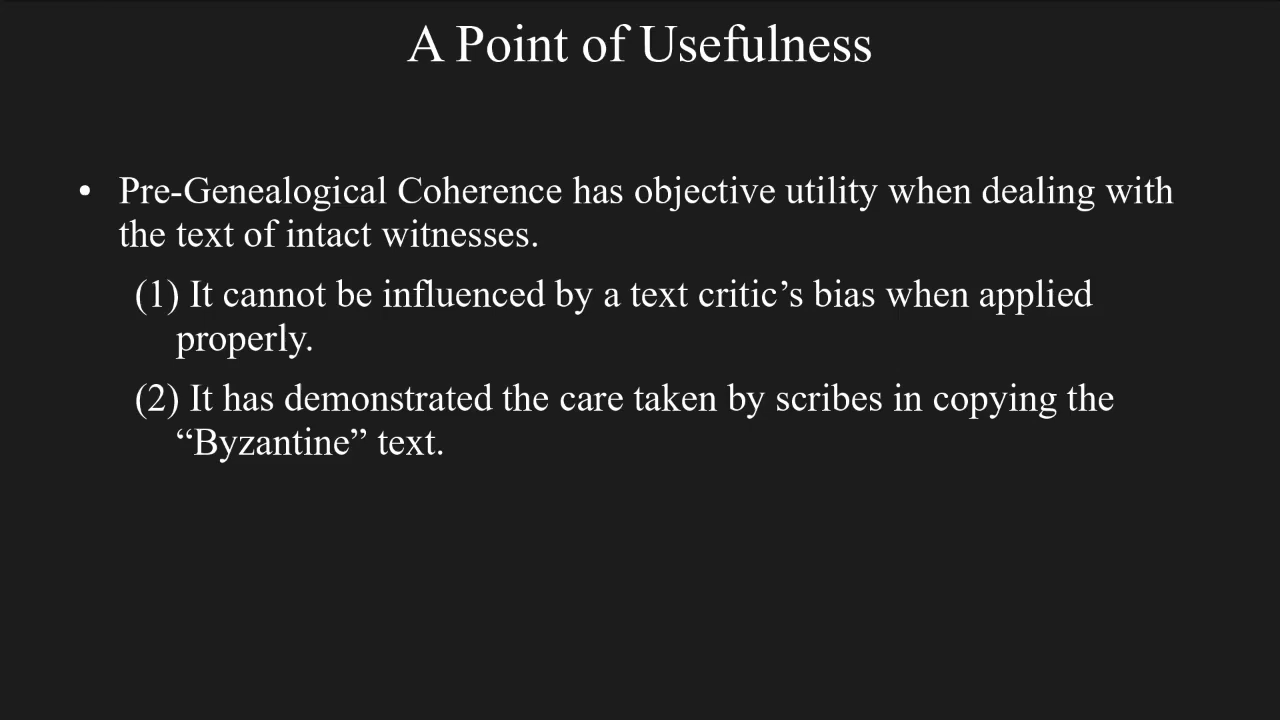 A Point of Usefulness
• Pre-Genealogical Coherence has objective utility when dealing with
the text of intact witnesses.
(1) It cannot be influenced by a text critic’s bias when applied
properly.
(2) It has demonstrated the care taken by scribes in copying the
“Byzantine” text.